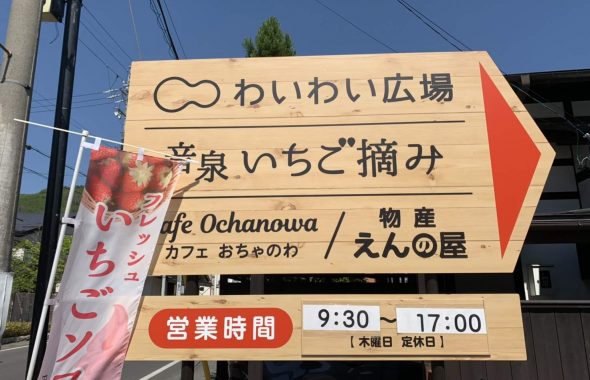 わいわい広場
音泉 いちご摘み
Cafe Ochanowa
カフェ おちゃのわ
/
物産
えんの屋
営業時間
9:30 ～ 17:00
【 木曜日 定休日 】
フレッシュ
いちごソフ